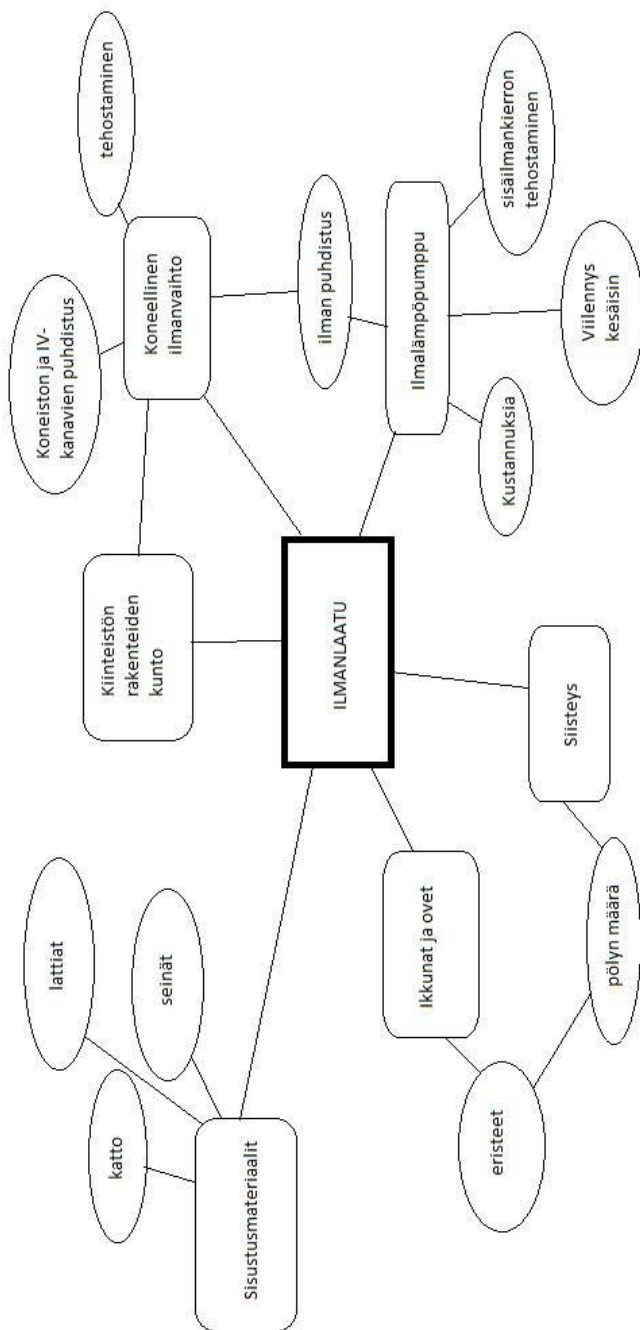 lattiat
katto
seinät
Sisustusmateriaalit
Kiinteistön
rakenteiden
kunto
Koneiston ja IV-
kanavien puhdistus
tehostaminen
Koneellinen
ilmanvaihto
ILMANLAATU
ilman puhdistus
Ilmalämpöpumppu
Ikkunat ja ovet
eristeet
Siisteys
pölyn määrä
Kustannuksia
Viilennys
kesäisin
sisäilmankierron
tehostaminen